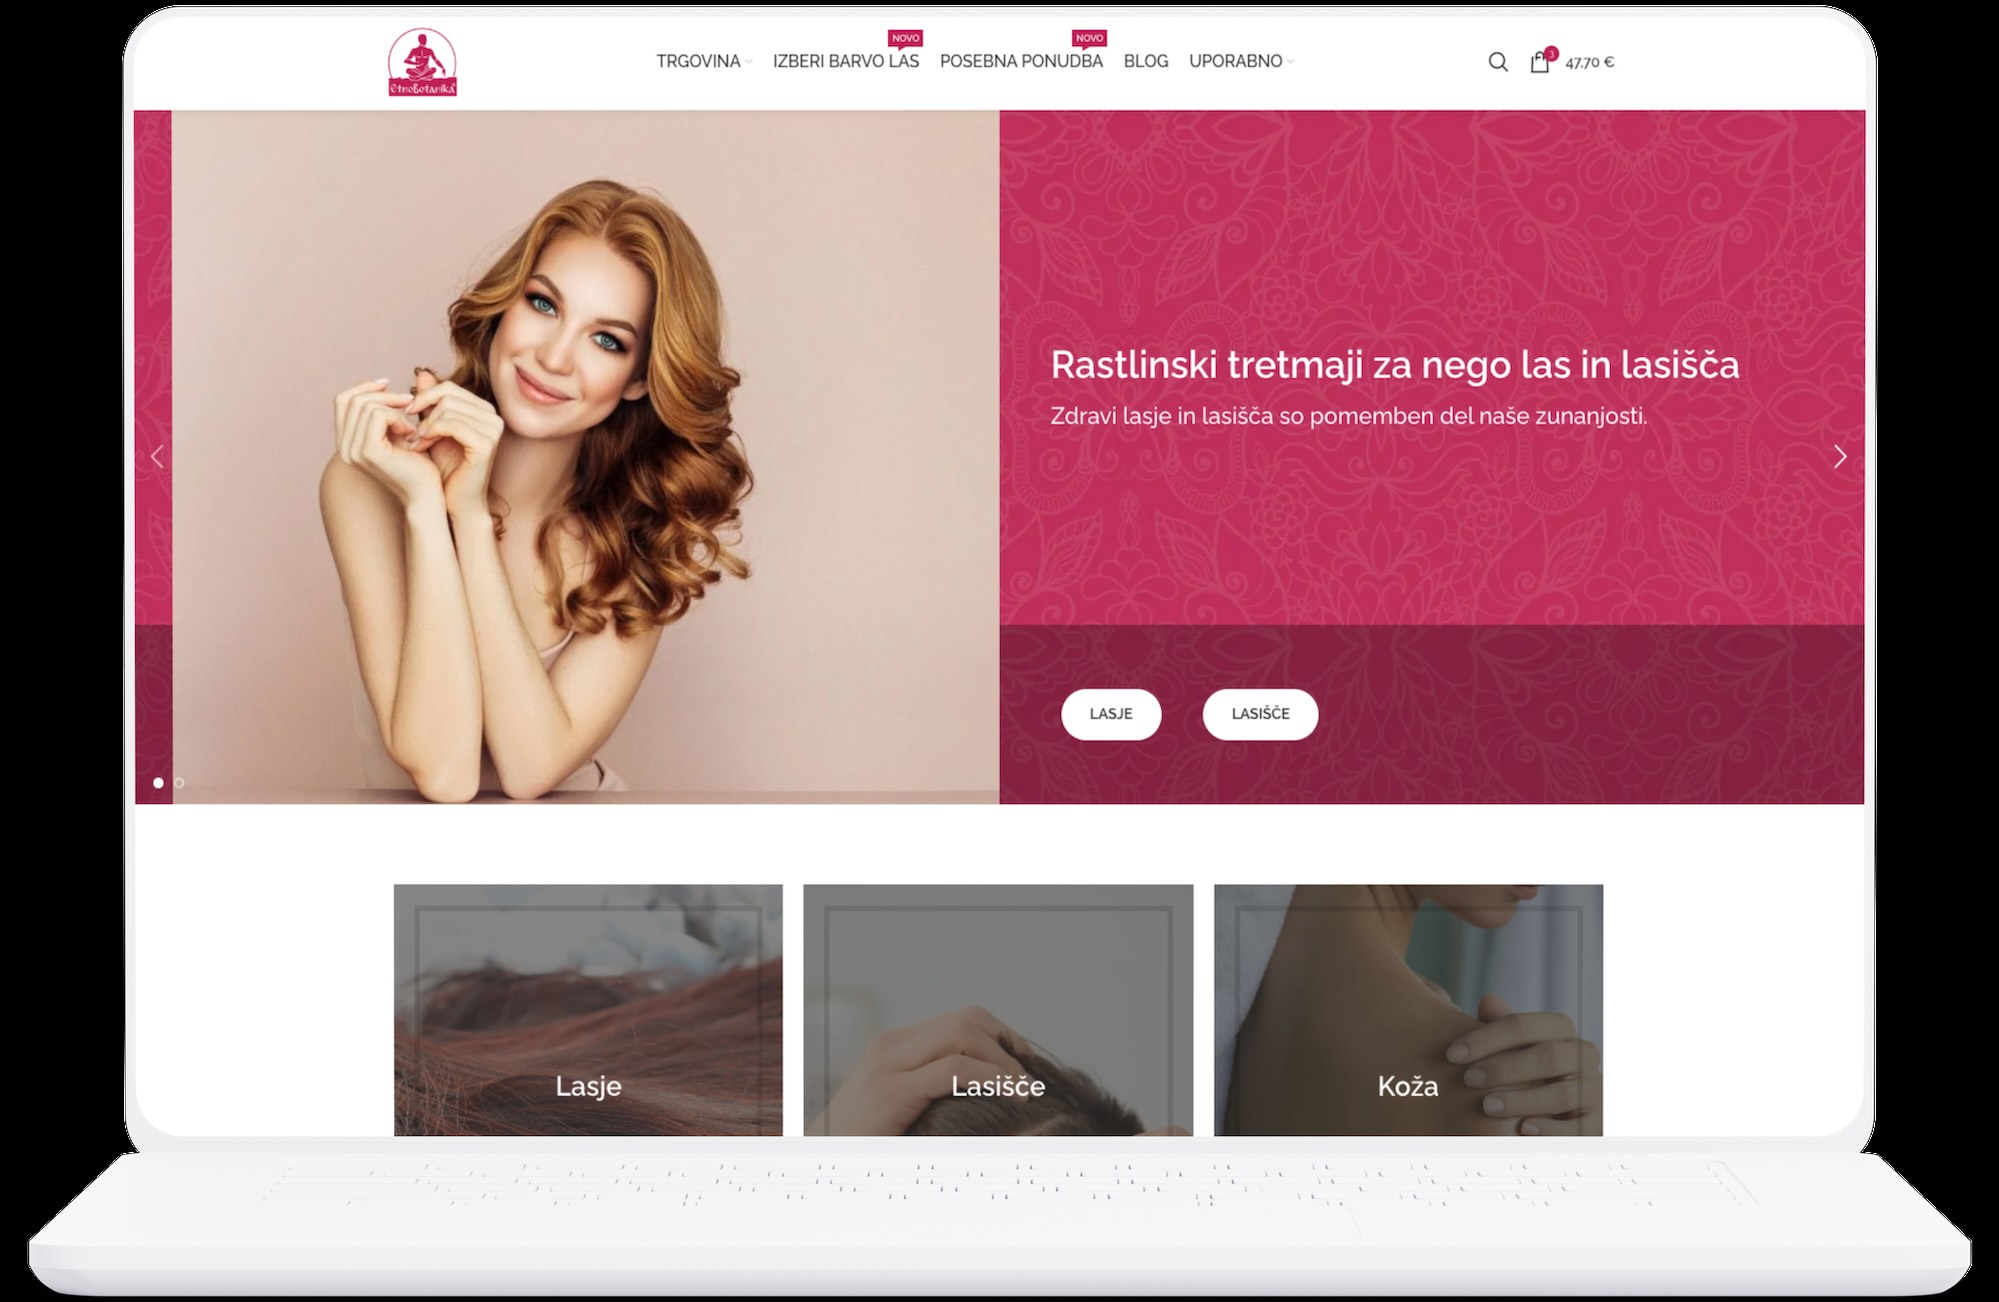 EtnoBotanika
TRGOVINA
IZBERI BARVO LAS
NOVO
POSEBNA PONUDBA
NOVO
BLOG
UPORABNO
3
47.70 €
Rastlinski tretmaji za nego las in lasišča
Zdravi lasje in lasišča so pomemben del naše zunanjosti.
LASJE
LASIŠČE
Lasje
Lasišče
Koža